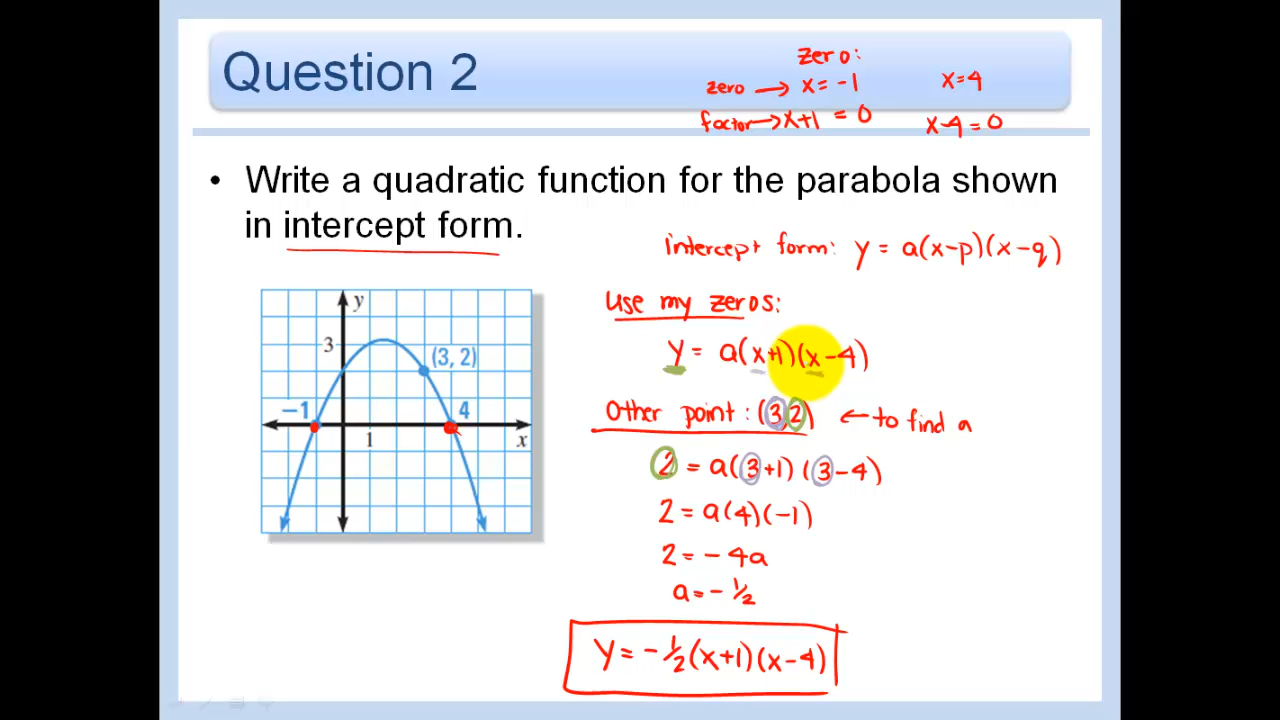 Question 2
zero:
zero → x = -1 x=4
factor → x+1 = 0 x-4=0
• Write a quadratic function for the parabola shown
in intercept form.
intercept form: y = a(x-p)(x-q)
Use my zeros:
y = a(x+1)(x-4)
Other point: (3,2) ← to find a
2 = a(3+1)(3-4)
2 = a(4)(-1)
2 = -4a
a = -1/2
y = -1/2(x+1)(x-4)
y
3
(3, 2)
-1
4
1
x